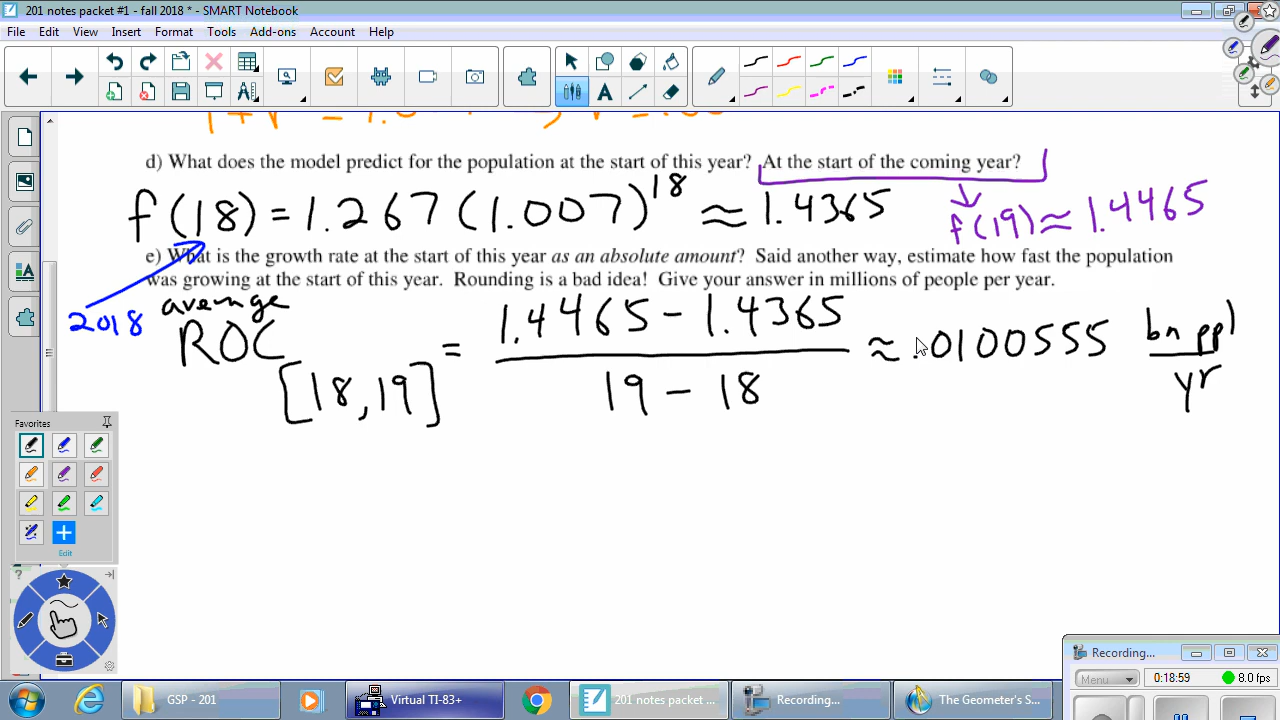 201 notes packet #1 - fall 2018 * - SMART Notebook
File Edit View Insert Format Tools Add-ons Account Help
d) What does the model predict for the population at the start of this year? At the start of the coming year?
f(18) = 1.267 (1.007)^18 ≈ 1.4365
f(19) ≈ 1.4465
e) What is the growth rate at the start of this year as an absolute amount? Said another way, estimate how fast the population
was growing at the start of this year. Rounding is a bad idea! Give your answer in millions of people per year.
2018
average
ROC [18,19] = 1.4465 - 1.4365 / 19 - 18 ≈ .0100555 bn ppl / yr
Favorites
Edit
?
Recording...
Menu
0:18:59
8.0 fps
GSP - 201
Virtual TI-83+
201 notes packet ...
Recording...
The Geometer's S...